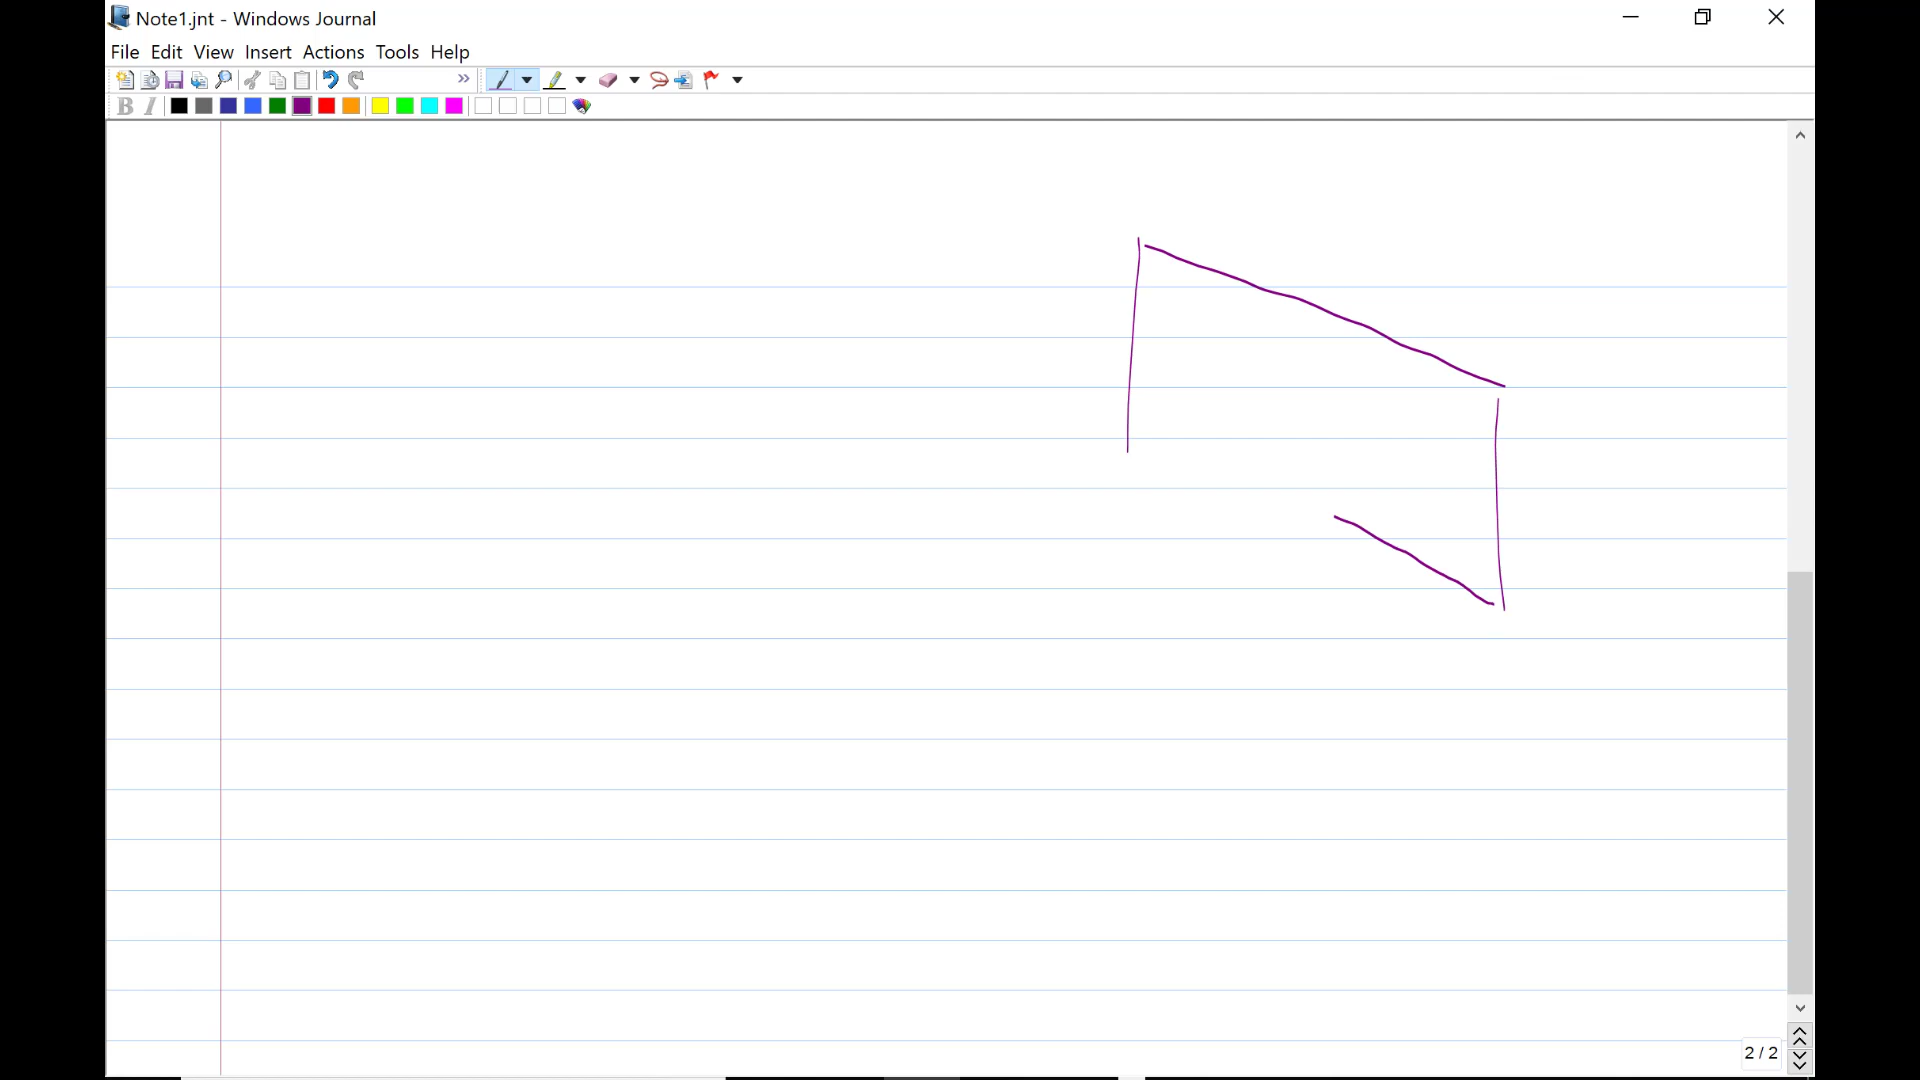 Note1.jnt - Windows Journal
File Edit View Insert Actions Tools Help
B I
2 / 2